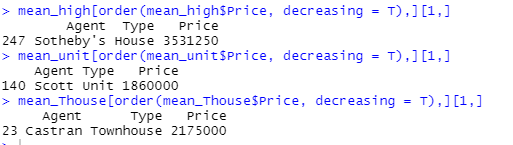 > mean_high[order(mean_high$Price, decreasing = T),][1,]
Agent Type Price
247 Sotheby's House 3531250
> mean_unit[order(mean_unit$Price, decreasing = T),][1,]
Agent Type Price
140 Scott Unit 1860000
> mean_Thouse[order(mean_Thouse$Price, decreasing = T),][1,]
Agent Type Price
23 Castran Townhouse 2175000
>